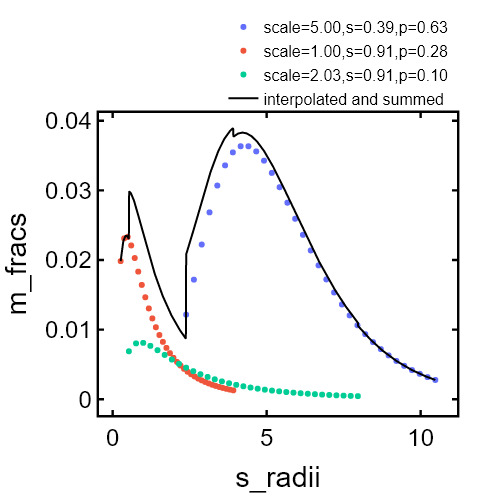 scale=5.00,s=0.39,p=0.63
scale=1.00,s=0.91,p=0.28
scale=2.03,s=0.91,p=0.10
interpolated and summed
0.04
0.03
0.02
0.01
0
m_fracs
0 5 10
s_radii